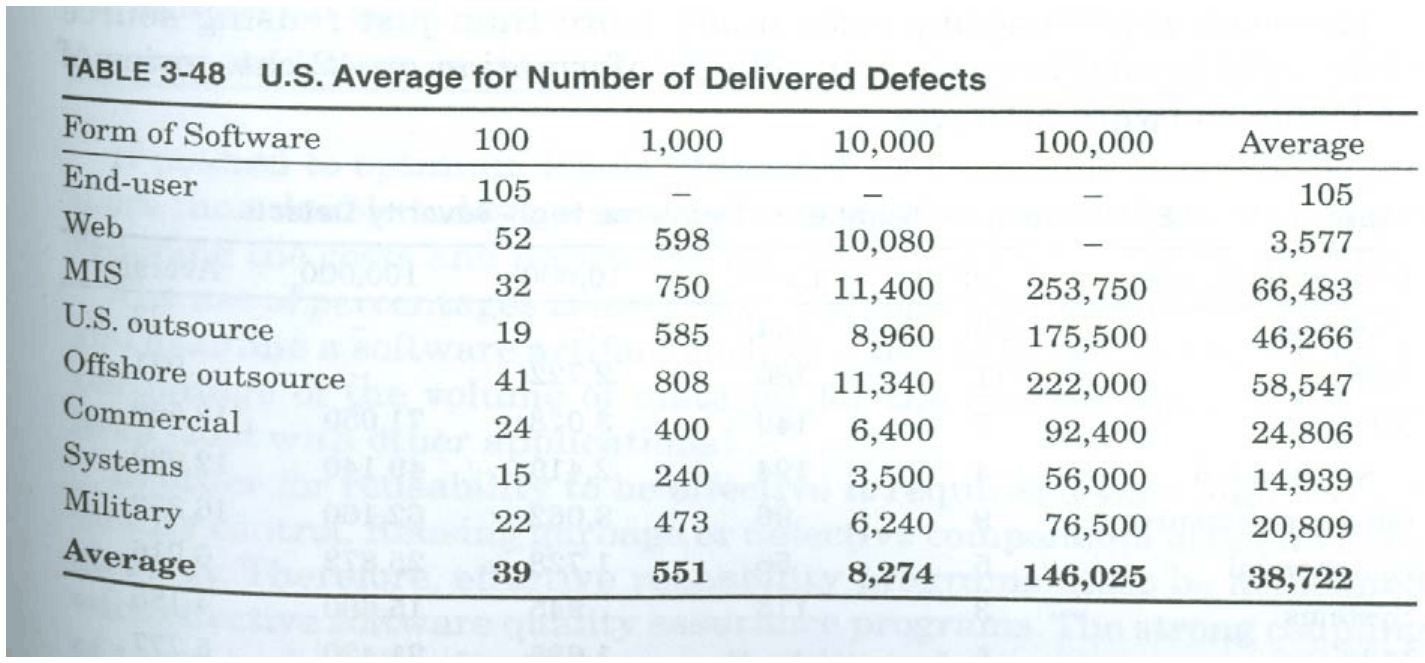 TABLE 3-48 U.S. Average for Number of Delivered Defects
Form of Software 100 1,000 10,000 100,000 Average
End-user 105 – – – 105
Web 52 598 10,080 – 3,577
MIS 32 750 11,400 253,750 66,483
U.S. outsource 19 585 8,960 175,500 46,266
Offshore outsource 41 808 11,340 222,000 58,547
Commercial 24 400 6,400 92,400 24,806
Systems 15 240 3,500 56,000 14,939
Military 22 473 6,240 76,500 20,809
Average 39 551 8,274 146,025 38,722